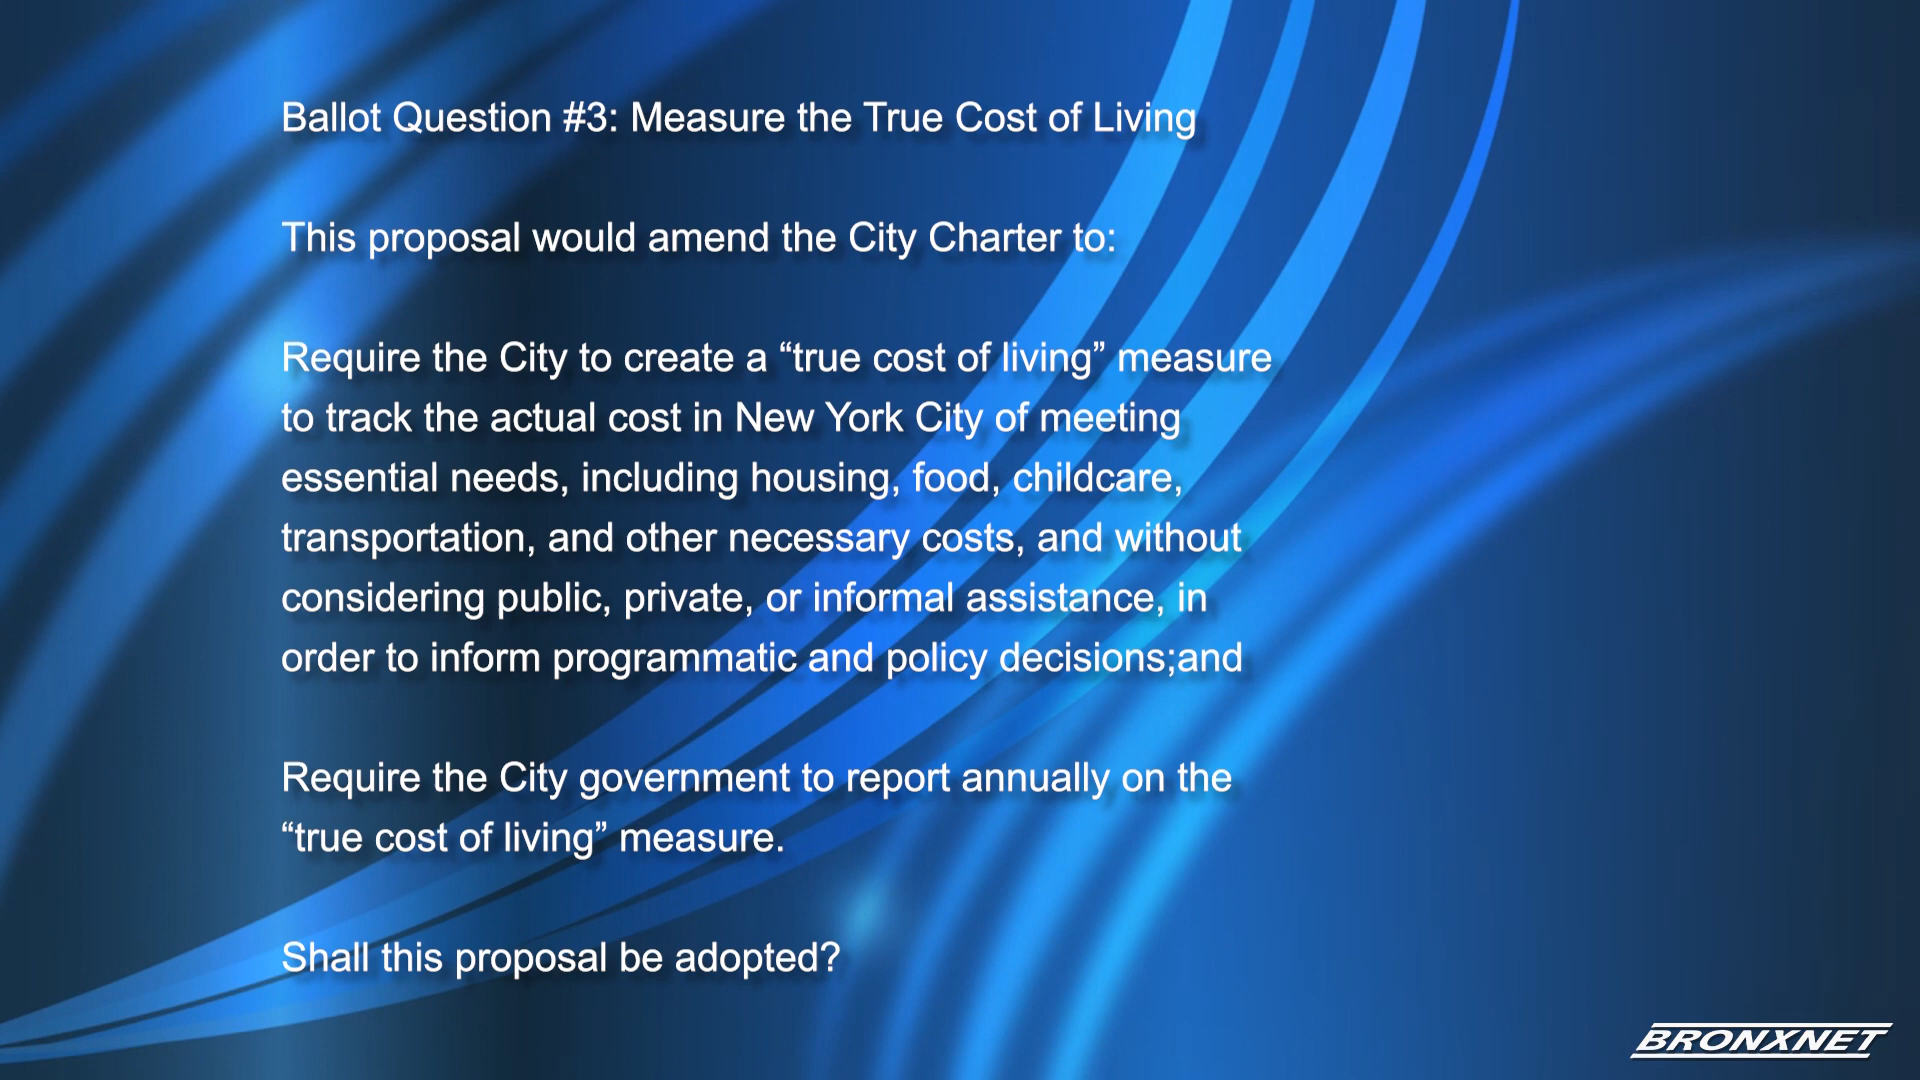 Ballot Question #3: Measure the True Cost of Living
This proposal would amend the City Charter to:
Require the City to create a “true cost of living” measure
to track the actual cost in New York City of meeting
essential needs, including housing, food, childcare,
transportation, and other necessary costs, and without
considering public, private, or informal assistance, in
order to inform programmatic and policy decisions;and
Require the City government to report annually on the
“true cost of living” measure.
Shall this proposal be adopted?
BRONXNET